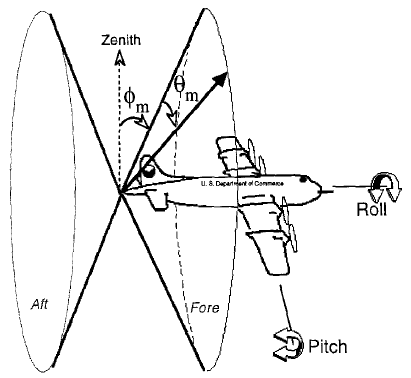 Zenith
ϕm
θm
U. S. Department of Commerce
Roll
Aft
Fore
Pitch